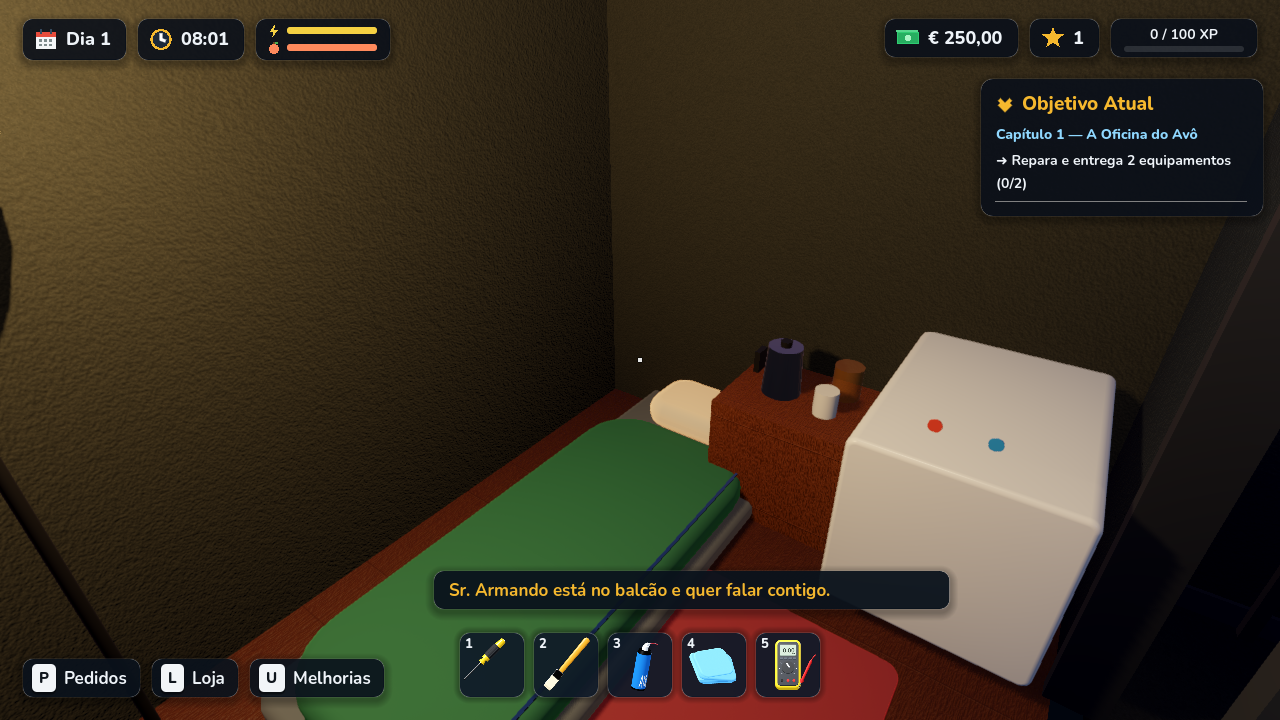 Dia 1
08:01
€ 250,00
1
0 / 100 XP
Objetivo Atual
Capítulo 1 — A Oficina do Avô
➜ Repara e entrega 2 equipamentos
(0/2)
Sr. Armando está no balcão e quer falar contigo.
1
2
3
4
5
P Pedidos
L Loja
U Melhorias